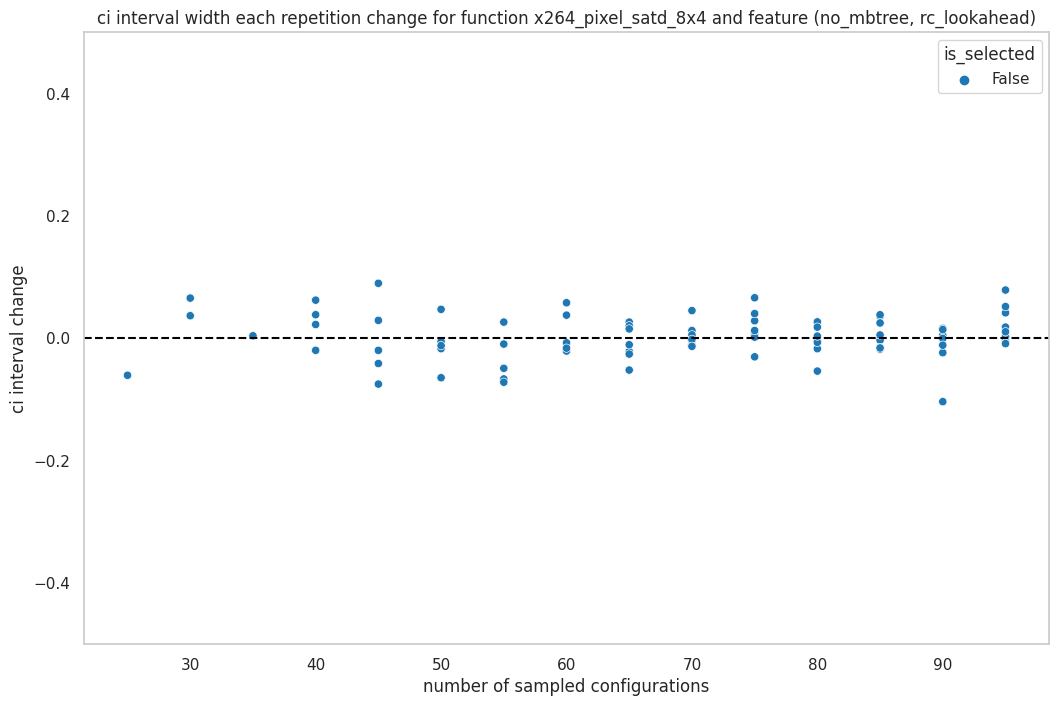 ci interval width each repetition change for function x264_pixel_satd_8x4 and feature (no_mbtree, rc_lookahead)
is_selected
False
ci interval change
0.4
0.2
0.0
−0.2
−0.4
30 40 50 60 70 80 90
number of sampled configurations